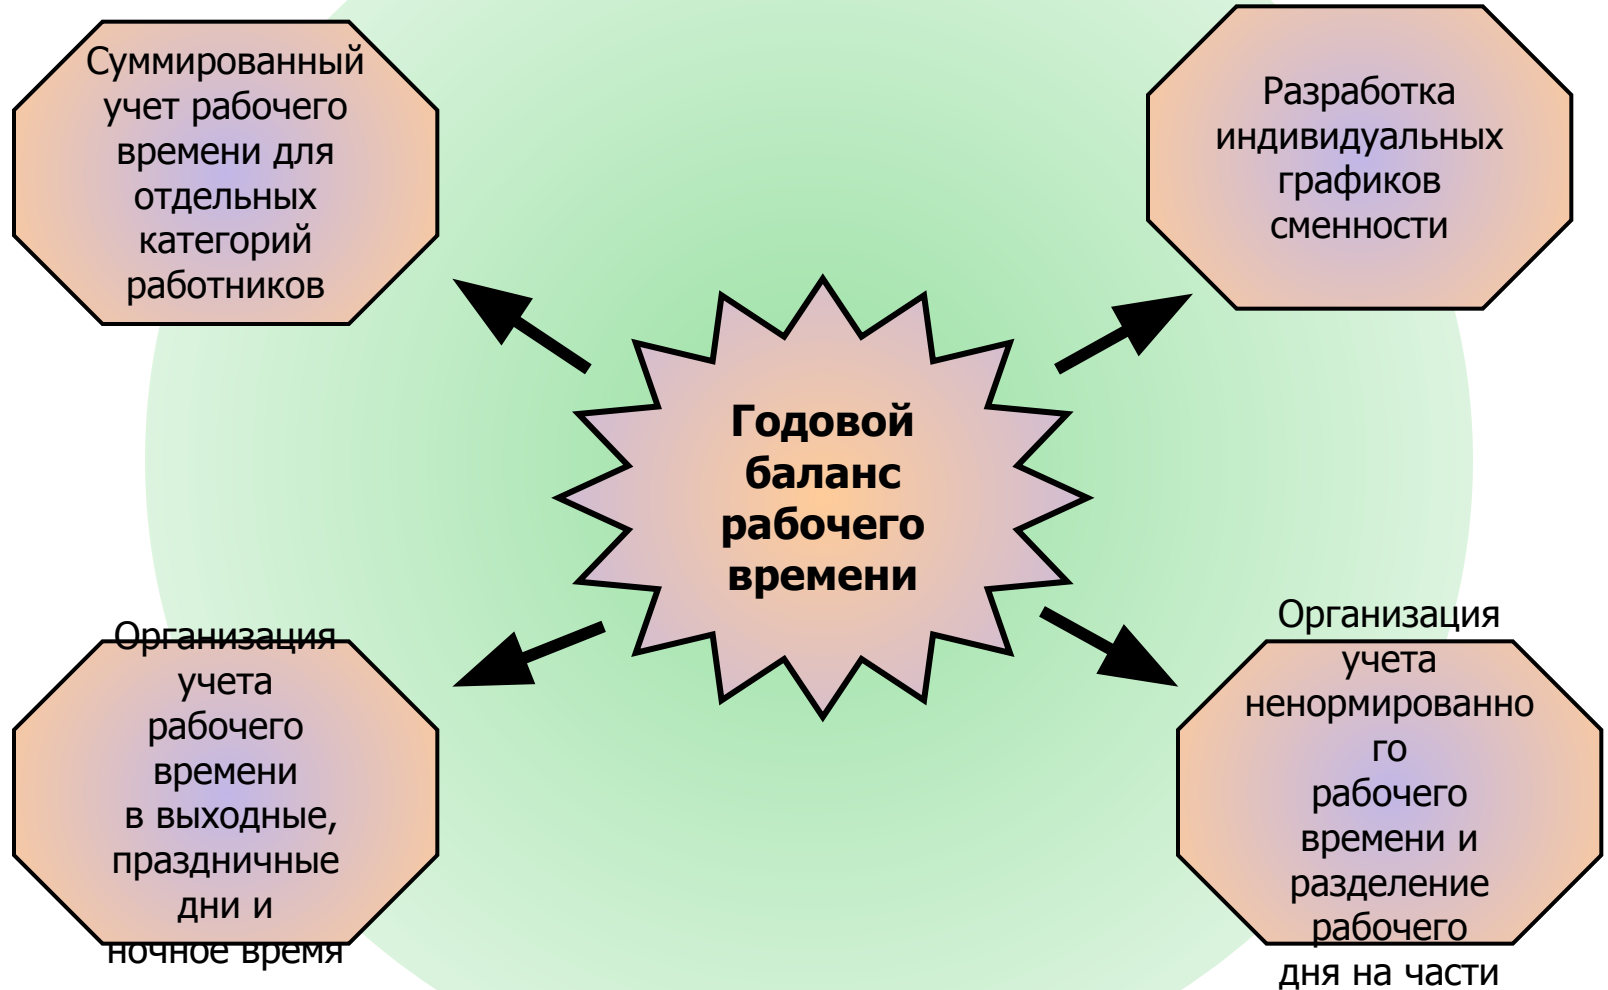 Суммированный
учет рабочего
времени для
отдельных
категорий
работников
Разработка
индивидуальных
графиков
сменности
Годовой
баланс
рабочего
времени
Организация
учета
рабочего
времени
в выходные,
праздничные
дни и
ночное время
Организация
учета
ненормированно
го
рабочего
времени и
разделение
рабочего
дня на части